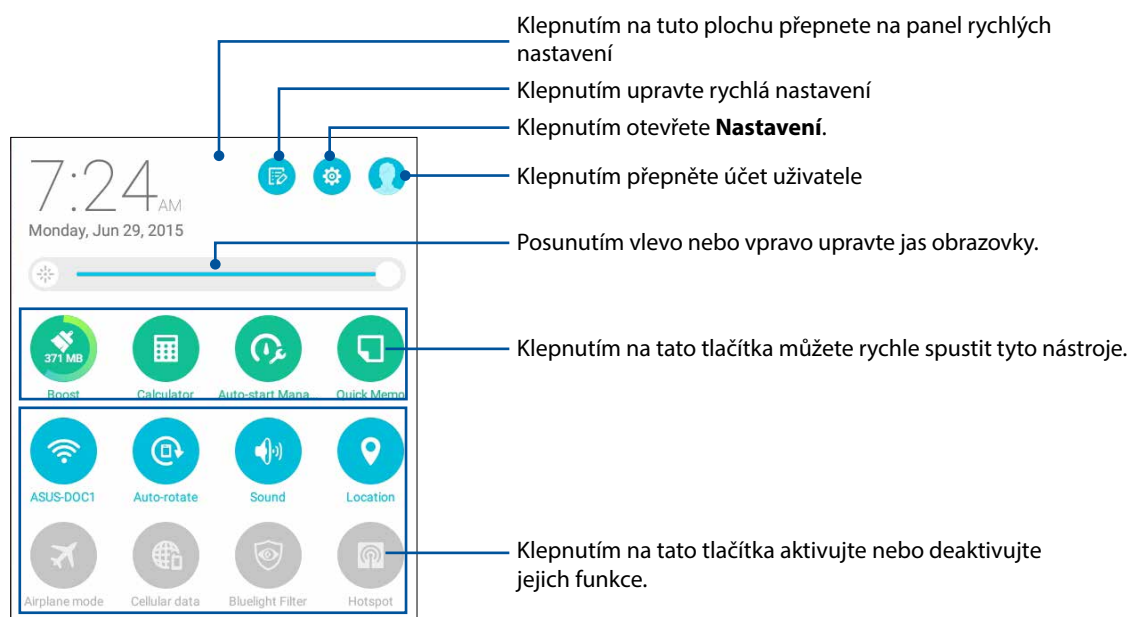 Klepnutím na tuto plochu přepnete na panel rychlých
nastavení
Klepnutím upravte rychlá nastavení
Klepnutím otevřete Nastavení.
7:24 AM
Klepnutím přepněte účet uživatele
Monday, Jun 29, 2015
Posunutím vlevo nebo vpravo upravte jas obrazovky.
371 MB
Klepnutím na tato tlačítka můžete rychle spustit tyto nástroje.
Boost Calculator Auto-start Mana Quick Memo
ASUS-DOC1 Auto-rotate Sound Location
Klepnutím na tato tlačítka aktivujte nebo deaktivujte
jejich funkce.
Airplane mode Cellular data Bluelight Filter Hotspot